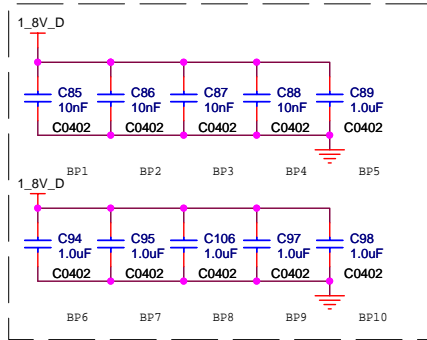 1_8V_D
C85 C86 C87 C88 C89
10nF 10nF 10nF 10nF 1.0uF
C0402 C0402 C0402 C0402 C0402
BP1 BP2 BP3 BP4 BP5
1_8V_D
C94 C95 C106 C97 C98
1.0uF 1.0uF 1.0uF 1.0uF 1.0uF
C0402 C0402 C0402 C0402 C0402
BP6 BP7 BP8 BP9 BP10